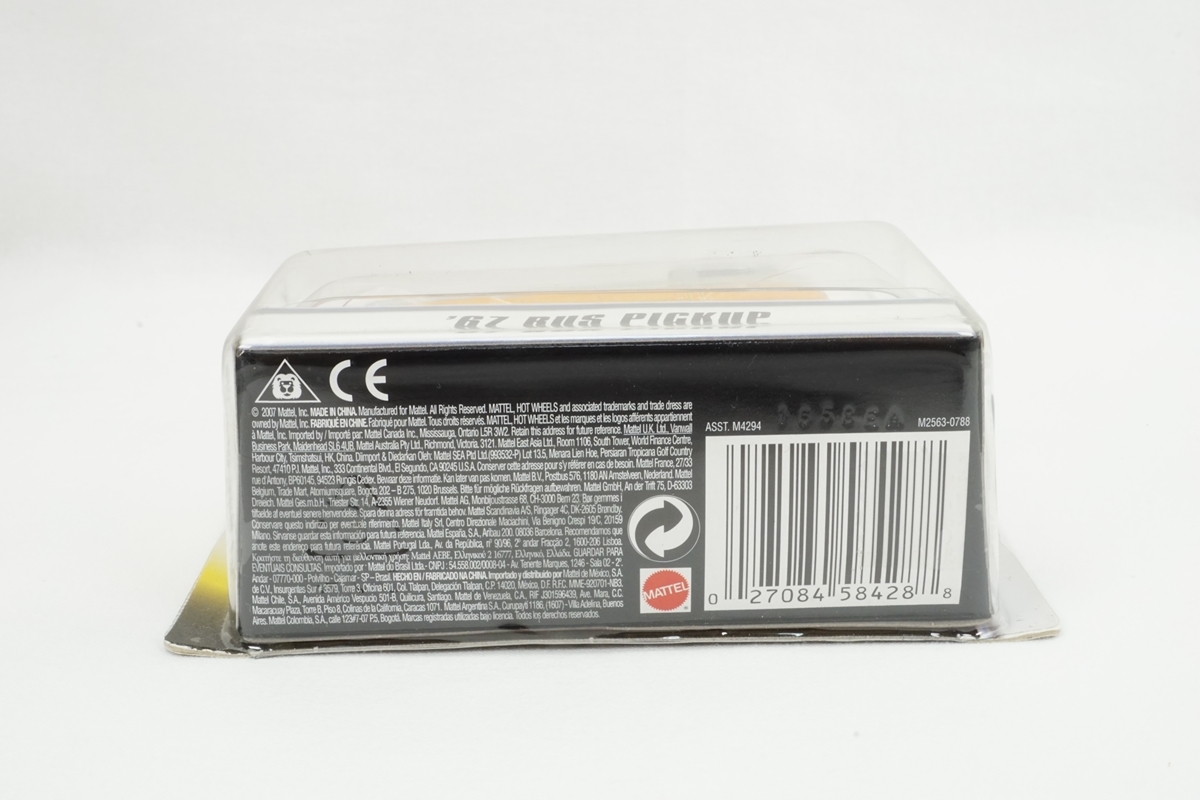 '67 BUS PICKUP
CE
© 2007 Mattel, Inc. MADE IN CHINA. Manufactured for Mattel. All Rights Reserved. MATTEL, HOT WHEELS and associated trademarks and trade dress are
owned by Mattel, Inc. FABRIQUÉ EN CHINE. Fabriqué pour Mattel. Tous droits réservés. MATTEL, HOT WHEELS et les marques et les logos afférents appartiennent
à Mattel, Inc. Imported by / Importé par: Mattel Canada Inc., Mississauga, Ontario L5R 3W2. Retain this address for future reference. Mattel U.K. Ltd., Vanwall
Business Park, Maidenhead SL6 4UB. Mattel Australia Pty Ltd., Richmond, Victoria. 3121. Mattel East Asia Ltd., Room 1106, South Tower, World Finance Centre,
Harbour City, Tsimshatsui, HK, China. Diimport & Diedarkan Oleh: Mattel SEA Ptd Ltd.(993532-P) Lot 13.5, Menara Lien Hoe, Persiaran Tropicana Golf Country
Resort, 47410 PJ. Mattel, Inc., 333 Continental Blvd., El Segundo, CA 90245 U.S.A. Conserver cette adresse pour s'y référer en cas de besoin. Mattel France, 27/33
rue d'Antony, BP60145, 94523 Rungis Cedex. Bewaar deze informatie. Kan later van pas komen. Mattel B.V., Postbus 576, 1180 AN Amstelveen, Nederland. Mattel
Belgium, Trade Mart, Atomiumsquare, Bogota 202 – B 275, 1020 Brussels. Bitte für mögliche Rückfragen aufbewahren. Mattel GmbH, An der Trift 75, D-63303
Dreieich. Mattel Ges.m.b.H., Triester Str. 14, A-2355 Wiener Neudorf. Mattel AG, Monbijoustrasse 68, CH-3000 Bern 23. Bør gemmes i
tilfælde af eventuel senere henvendelse. Spara denna adress för framtida behov. Mattel Scandinavia A/S, Ringager 4C, DK-2605 Brøndby.
Conservare questo indirizzo per eventuale riferimento. Mattel Italy Srl, Centro Direzionale Maciachini, Via Benigno Crespi 19/C, 20159
Milano. Sírvanse guardar esta información para futura referencia. Mattel España, S.A., Aribau 200. 08036 Barcelona. Recomendamos que
anote este endereço para futura referência. Mattel Portugal Lda., Av. da República, nº 90/96, 2º andar Fracção 2, 1600-206 Lisboa.
Κρατήστε τη διεύθυνση αυτή για μελλοντική χρήση: Mattel AEBE, Ελληνικού 2 16777, Ελληνικό, Ελλάδα. GUARDAR PARA
EVENTUAIS CONSULTAS. Importado por: Mattel do Brasil Ltda.- CNPJ : 54.558.002/0008-04 - Av. Tenente Marques, 1246 - Sala 02 - 2º.
Andar - 07770-000 - Polvilho - Cajamar - SP – Brasil. HECHO EN / FABRICADO NA CHINA. Importado y distribuido por Mattel de México, S.A.
de C.V., Insurgentes Sur # 3579, Torre 3, Oficina 601, Col. Tlalpan, Delegación Tlalpan, C.P. 14020, México, D.F. R.F.C. MME-920701-NB3.
Mattel Chile, S.A., Avenida Américo Vespucio 501-B, Quilicura, Santiago. Mattel de Venezuela, C.A., RIF J301596439, Ave. Mara, C.C.
Macaracuay Plaza, Torre B, Piso 8, Colinas de la California, Caracas 1071. Mattel Argentina S.A., Curupaytí 1186, (1607) - Villa Adelina, Buenos
Aires. Mattel Colombia, S.A., calle 123#7-07 P.5, Bogotá. Marcas registradas utilizadas bajo licencia. Todos los derechos reservados.
MATTEL
ASST. M4294
M2563-0788
0 27084 58428 8